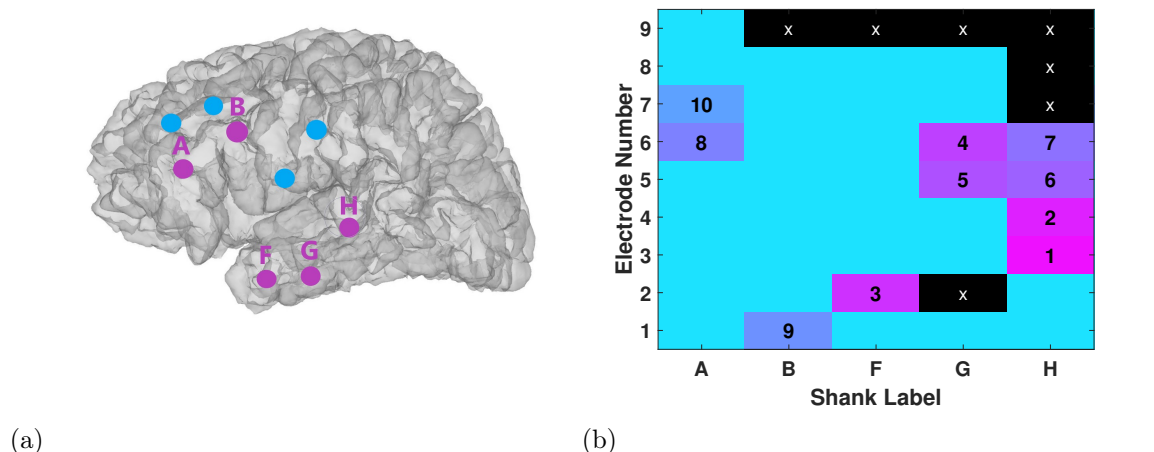 B
A
H
F G
9 x x x x
8 x
7 10 x
6 8 4 7
5 5 6
4 2
3 1
2 3 x
1 9
A B F G H
Electrode Number
Shank Label
(a) (b)